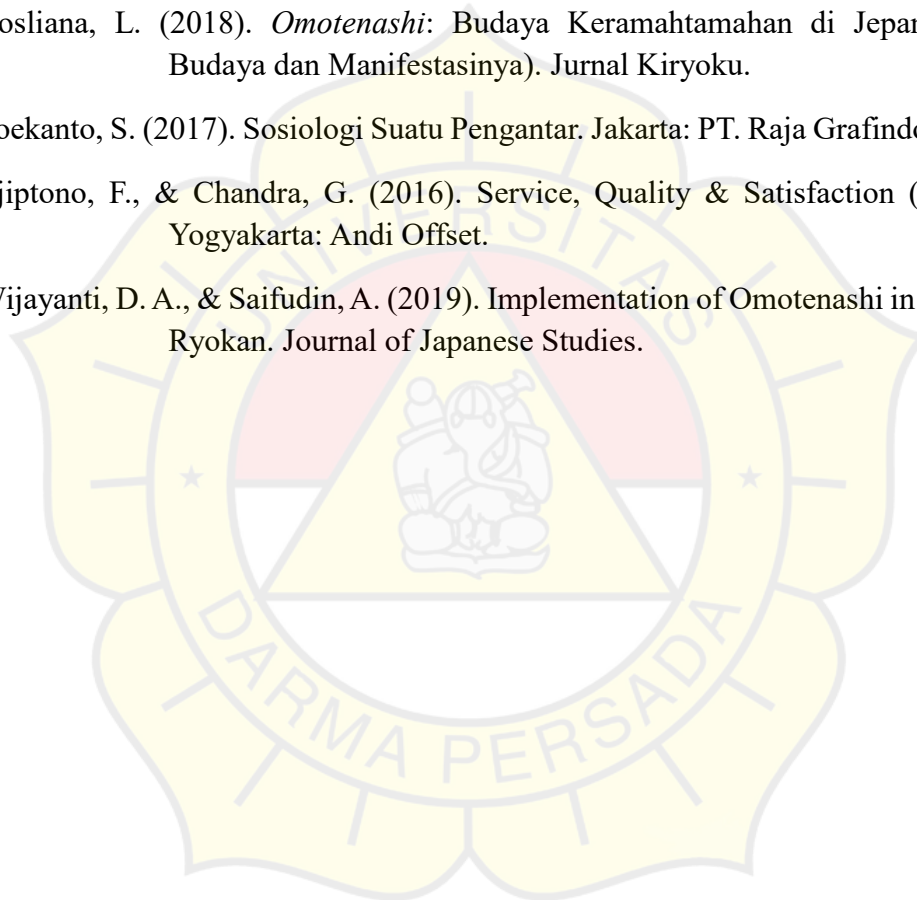 osliana, L. (2018). Omotenashi: Budaya Keramahtamahan di Jepan
Budaya dan Manifestasinya). Jurnal Kiryoku.
oekanto, S. (2017). Sosiologi Suatu Pengantar. Jakarta: PT. Raja Grafindo
jiptono, F., & Chandra, G. (2016). Service, Quality & Satisfaction (
Yogyakarta: Andi Offset.
Wijayanti, D. A., & Saifudin, A. (2019). Implementation of Omotenashi in
Ryokan. Journal of Japanese Studies.
UNIVERSITAS
DARMA PERSADA